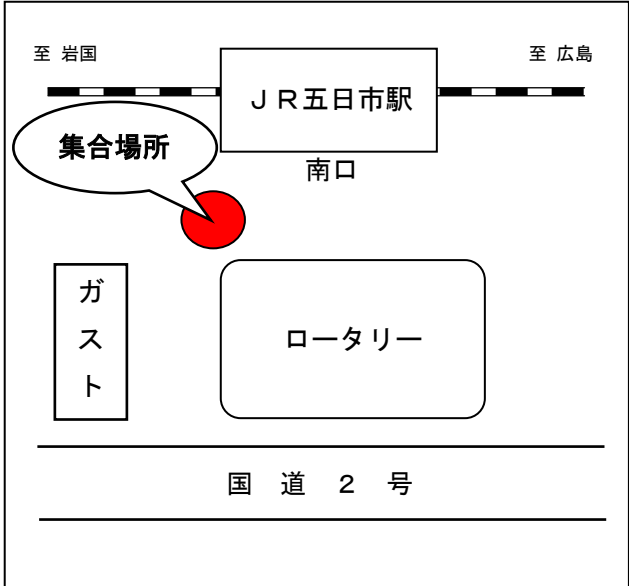 至 岩国
至 広島
ＪＲ五日市駅
集合場所
南口
ガスト
ロータリー
国 道 ２ 号